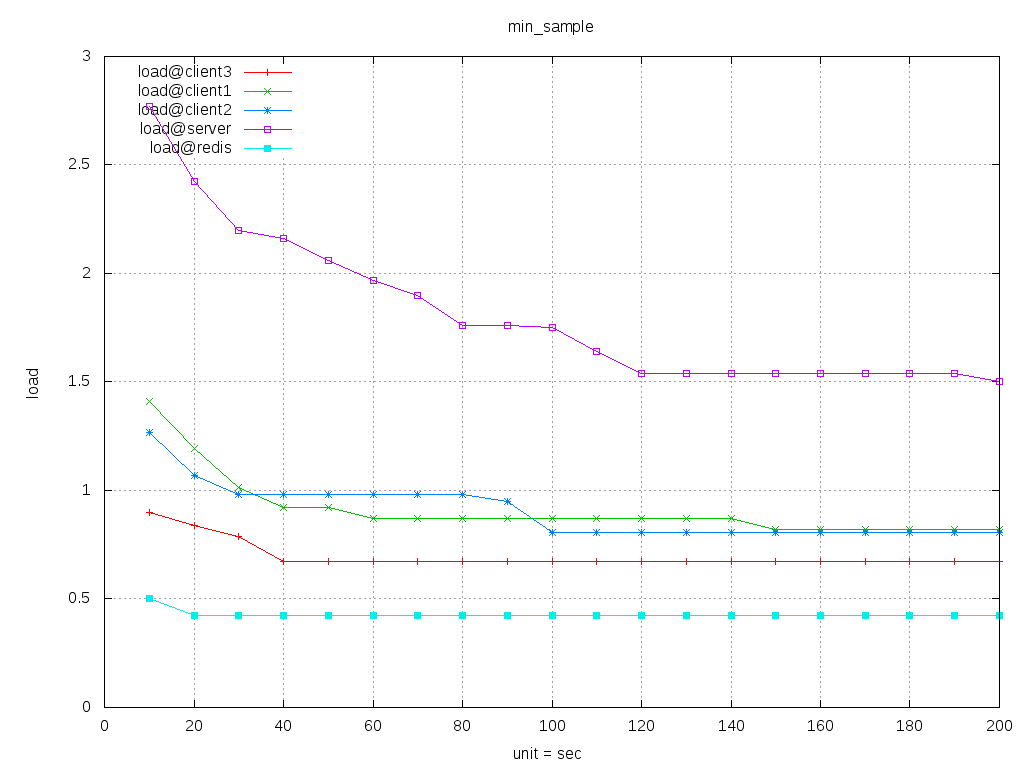 min_sample
3
load@client3
load@client1
load@client2
load@server
load@redis
2.5
2
1.5
1
0.5
0
load
0 20 40 60 80 100 120 140 160 180 200
unit = sec